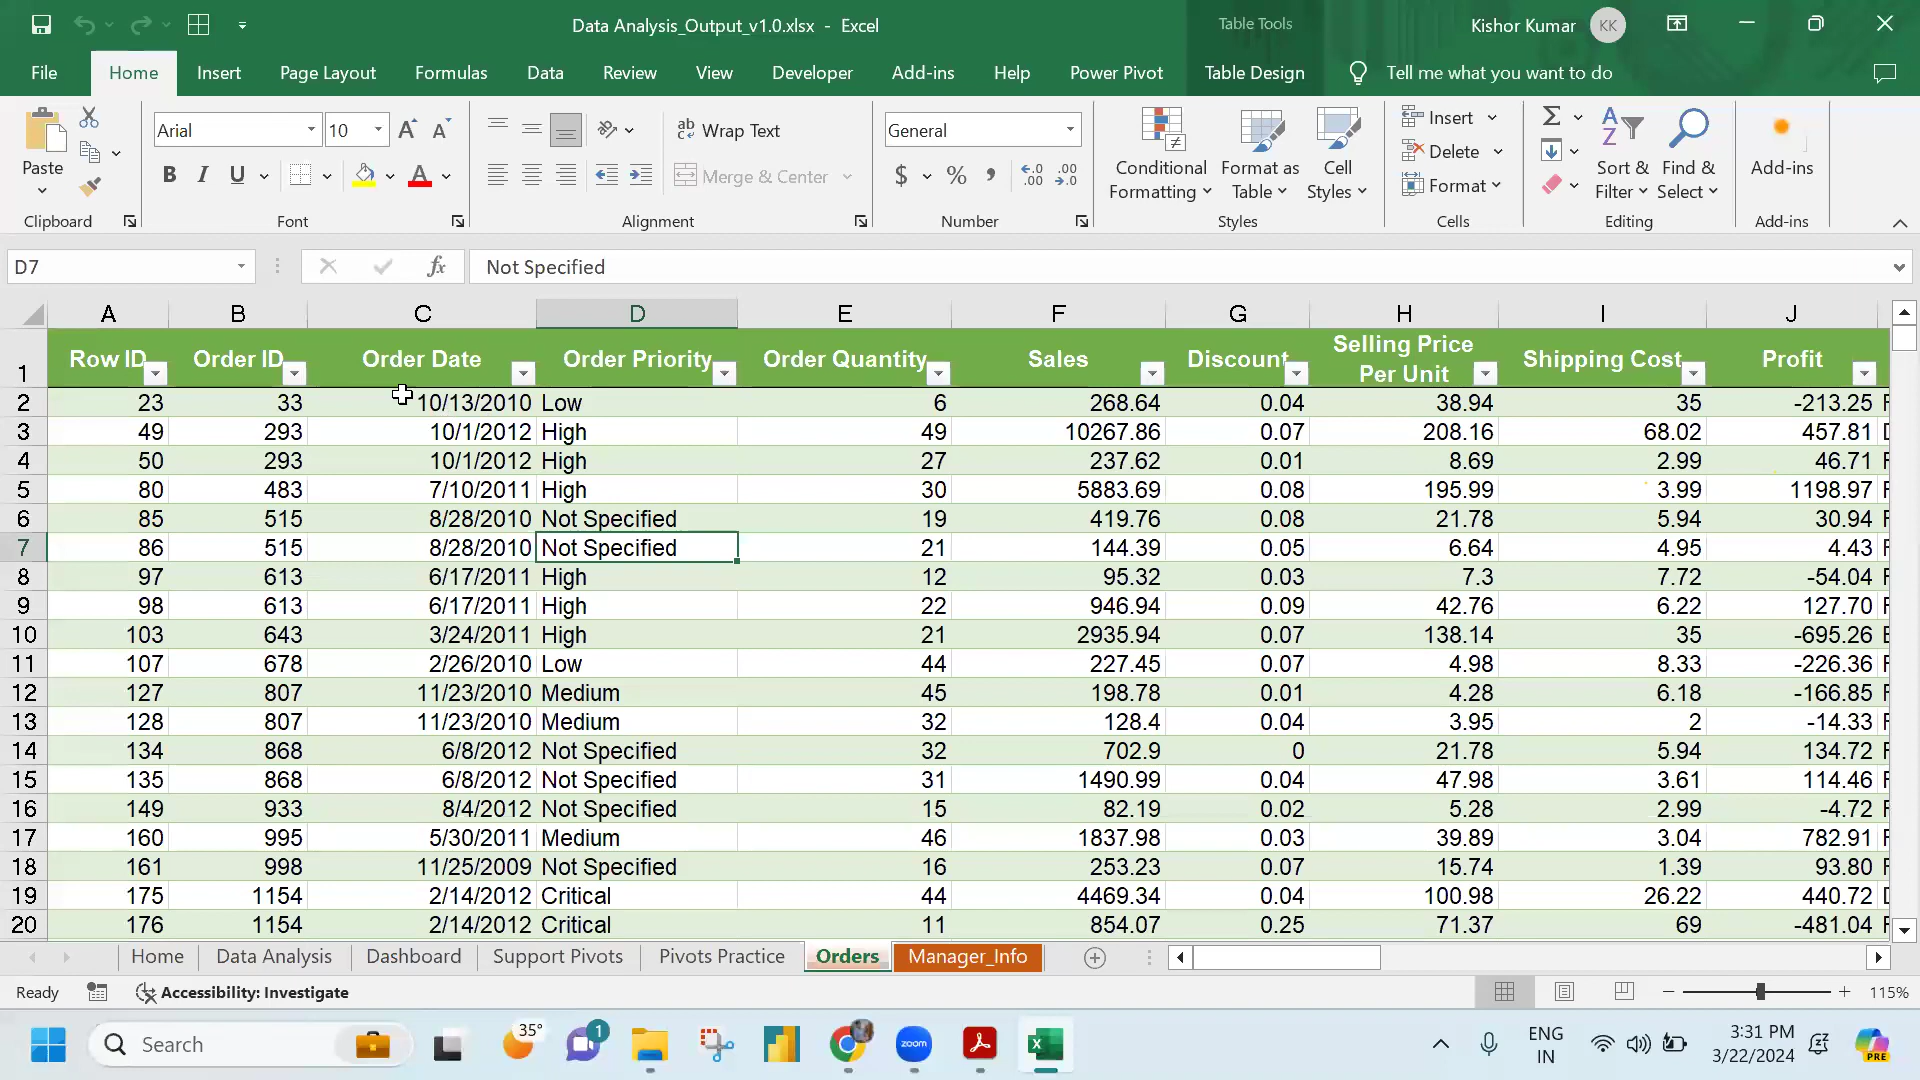 Data Analysis_Output_v1.0.xlsx - Excel
Table Tools
Kishor Kumar KK
File Home Insert Page Layout Formulas Data Review View Developer Add-ins Help Power Pivot Table Design Tell me what you want to do
Paste
Clipboard
Arial 10
B I U
Font
Wrap Text
Merge & Center
Alignment
General
$ %
Number
Conditional Formatting
Format as Table
Cell Styles
Styles
Insert
Delete
Format
Cells
Sort & Filter
Find & Select
Editing
Add-ins
Add-ins
D7 fx Not Specified
A B C D E F G H I J
1 Row ID Order ID Order Date Order Priority Order Quantity Sales Discount Selling Price Per Unit Shipping Cost Profit
2 23 33 10/13/2010 Low 6 268.64 0.04 38.94 35 -213.25
3 49 293 10/1/2012 High 49 10267.86 0.07 208.16 68.02 457.81
4 50 293 10/1/2012 High 27 237.62 0.01 8.69 2.99 46.71
5 80 483 7/10/2011 High 30 5883.69 0.08 195.99 3.99 1198.97
6 85 515 8/28/2010 Not Specified 19 419.76 0.08 21.78 5.94 30.94
7 86 515 8/28/2010 Not Specified 21 144.39 0.05 6.64 4.95 4.43
8 97 613 6/17/2011 High 12 95.32 0.03 7.3 7.72 -54.04
9 98 613 6/17/2011 High 22 946.94 0.09 42.76 6.22 127.70
10 103 643 3/24/2011 High 21 2935.94 0.07 138.14 35 -695.26
11 107 678 2/26/2010 Low 44 227.45 0.07 4.98 8.33 -226.36
12 127 807 11/23/2010 Medium 45 198.78 0.01 4.28 6.18 -166.85
13 128 807 11/23/2010 Medium 32 128.4 0.04 3.95 2 -14.33
14 134 868 6/8/2012 Not Specified 32 702.9 0 21.78 5.94 134.72
15 135 868 6/8/2012 Not Specified 31 1490.99 0.04 47.98 3.61 114.46
16 149 933 8/4/2012 Not Specified 15 82.19 0.02 5.28 2.99 -4.72
17 160 995 5/30/2011 Medium 46 1837.98 0.03 39.89 3.04 782.91
18 161 998 11/25/2009 Not Specified 16 253.23 0.07 15.74 1.39 93.80
19 175 1154 2/14/2012 Critical 44 4469.34 0.04 100.98 26.22 440.72
20 176 1154 2/14/2012 Critical 11 854.07 0.25 71.37 69 -481.04
Home Data Analysis Dashboard Support Pivots Pivots Practice Orders Manager_Info
Ready Accessibility: Investigate 115%
Search 35° 1 zoom ENG IN 3:31 PM 3/22/2024 PRE